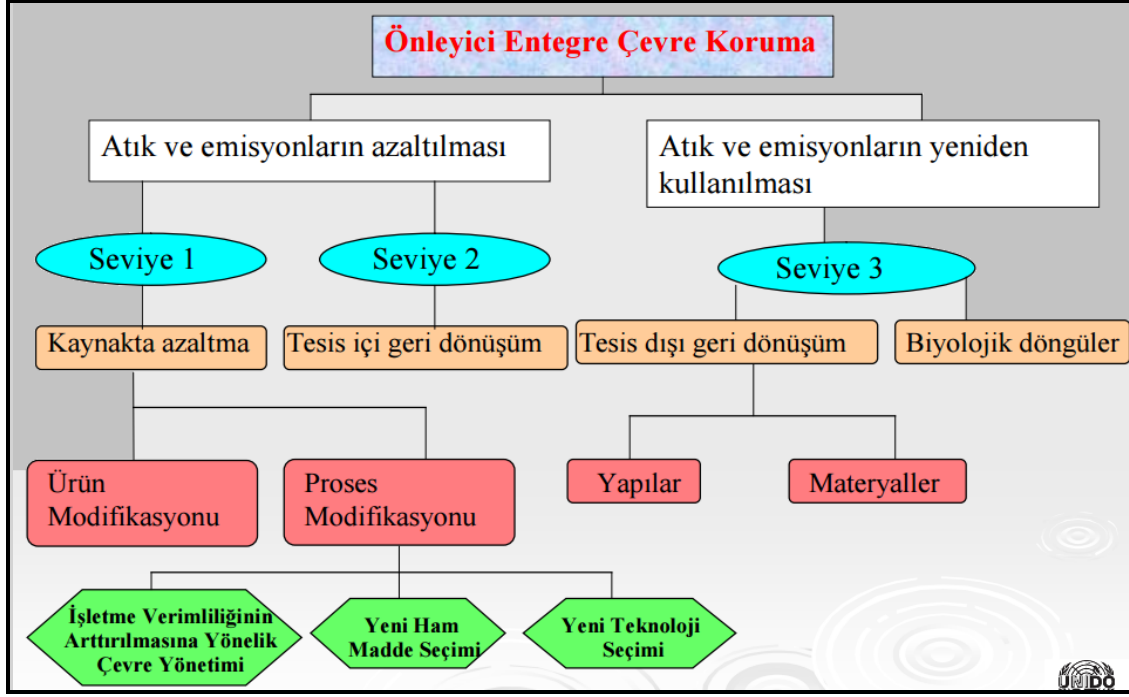 Önleyici Entegre Çevre Koruma
Atık ve emisyonların azaltılması
Atık ve emisyonların yeniden
kullanılması
Seviye 1
Seviye 2
Seviye 3
Kaynakta azaltma
Tesis içi geri dönüşüm
Tesis dışı geri dönüşüm
Biyolojik döngüler
Ürün
Modifikasyonu
Proses
Modifikasyonu
Yapılar
Materyaller
İşletme Verimliliğinin
Arttırılmasına Yönelik
Çevre Yönetimi
Yeni Ham
Madde Seçimi
Yeni Teknoloji
Seçimi
UNIDO